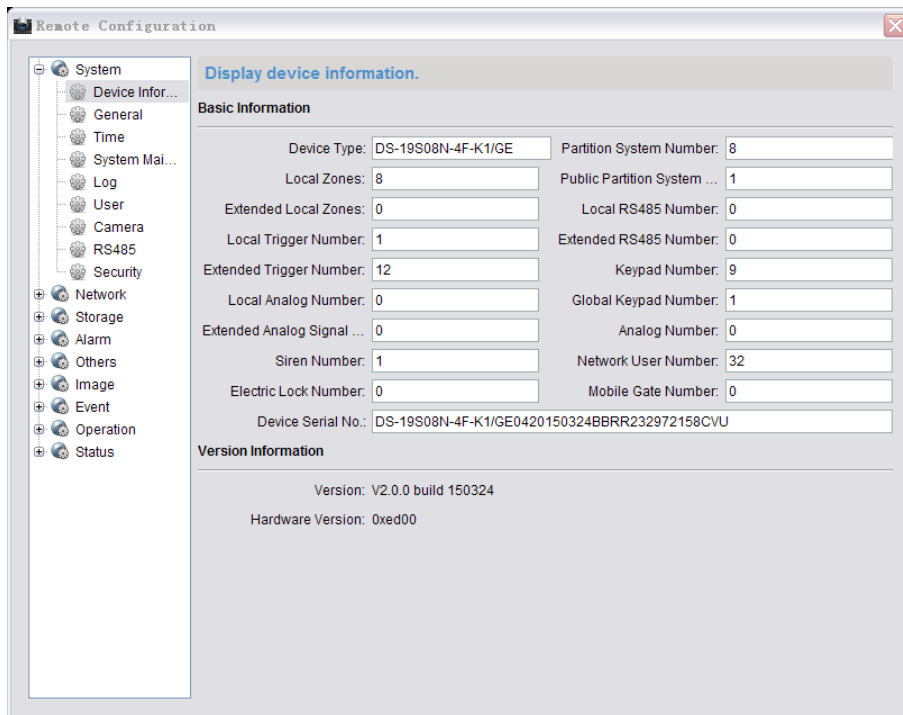 Remote Configuration
System
Device Infor...
General
Time
System Mai...
Log
User
Camera
RS485
Security
Network
Storage
Alarm
Others
Image
Event
Operation
Status
Display device information.
Basic Information
Device Type: DS-19S08N-4F-K1/GE Partition System Number: 8
Local Zones: 8 Public Partition System ... 1
Extended Local Zones: 0 Local RS485 Number: 0
Local Trigger Number: 1 Extended RS485 Number: 0
Extended Trigger Number: 12 Keypad Number: 9
Local Analog Number: 0 Global Keypad Number: 1
Extended Analog Signal ... 0 Analog Number: 0
Siren Number: 1 Network User Number: 32
Electric Lock Number: 0 Mobile Gate Number: 0
Device Serial No.: DS-19S08N-4F-K1/GE0420150324BBRR232972158CVU
Version Information
Version: V2.0.0 build 150324
Hardware Version: 0xed00